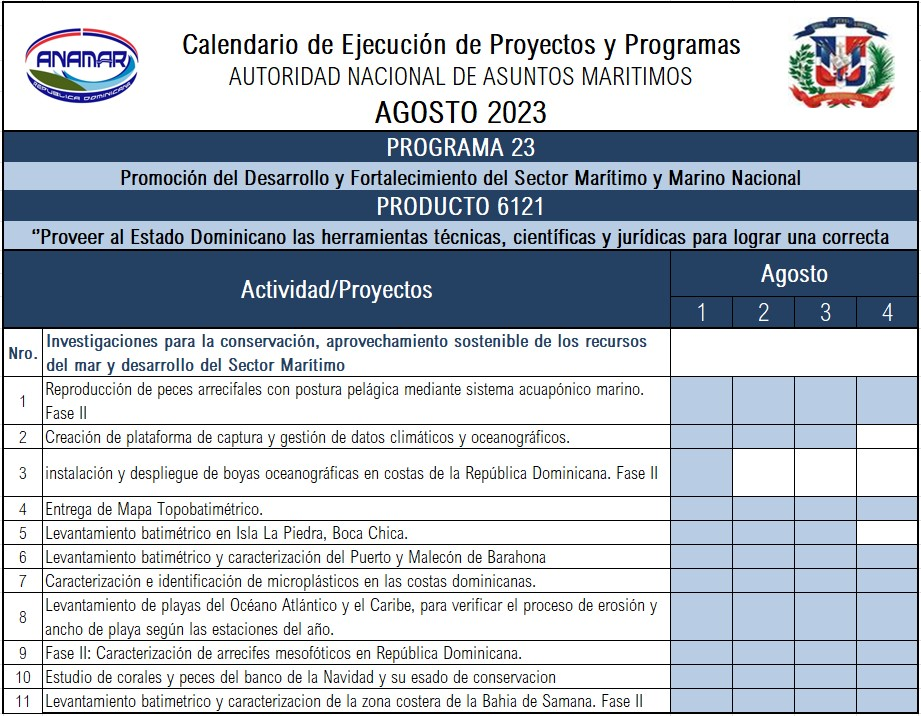 ANAMAR
REPUBLICA DOMINICANA
Calendario de Ejecución de Proyectos y Programas
AUTORIDAD NACIONAL DE ASUNTOS MARITIMOS
AGOSTO 2023
PROGRAMA 23
Promoción del Desarrollo y Fortalecimiento del Sector Marítimo y Marino Nacional
PRODUCTO 6121
"Proveer al Estado Dominicano las herramientas técnicas, científicas y jurídicas para lograr una correcta
Actividad/Proyectos
Agosto
1 2 3 4
Nro. Investigaciones para la conservación, aprovechamiento sostenible de los recursos
del mar y desarrollo del Sector Marítimo
1 Reproducción de peces arrecifales con postura pelágica mediante sistema acuapónico marino.
Fase II
2 Creación de plataforma de captura y gestión de datos climáticos y oceanográficos.
3 instalación y despliegue de boyas oceanográficas en costas de la República Dominicana. Fase II
4 Entrega de Mapa Topobatimétrico.
5 Levantamiento batimétrico en Isla La Piedra, Boca Chica.
6 Levantamiento batimétrico y caracterización del Puerto y Malecón de Barahona
7 Caracterización e identificación de microplásticos en las costas dominicanas.
8 Levantamiento de playas del Océano Atlántico y el Caribe, para verificar el proceso de erosión y
ancho de playa según las estaciones del año.
9 Fase II: Caracterización de arrecifes mesofóticos en República Dominicana.
10 Estudio de corales y peces del banco de la Navidad y su esado de conservacion
11 Levantamiento batimetrico y caracterizacion de la zona costera de la Bahia de Samana. Fase II